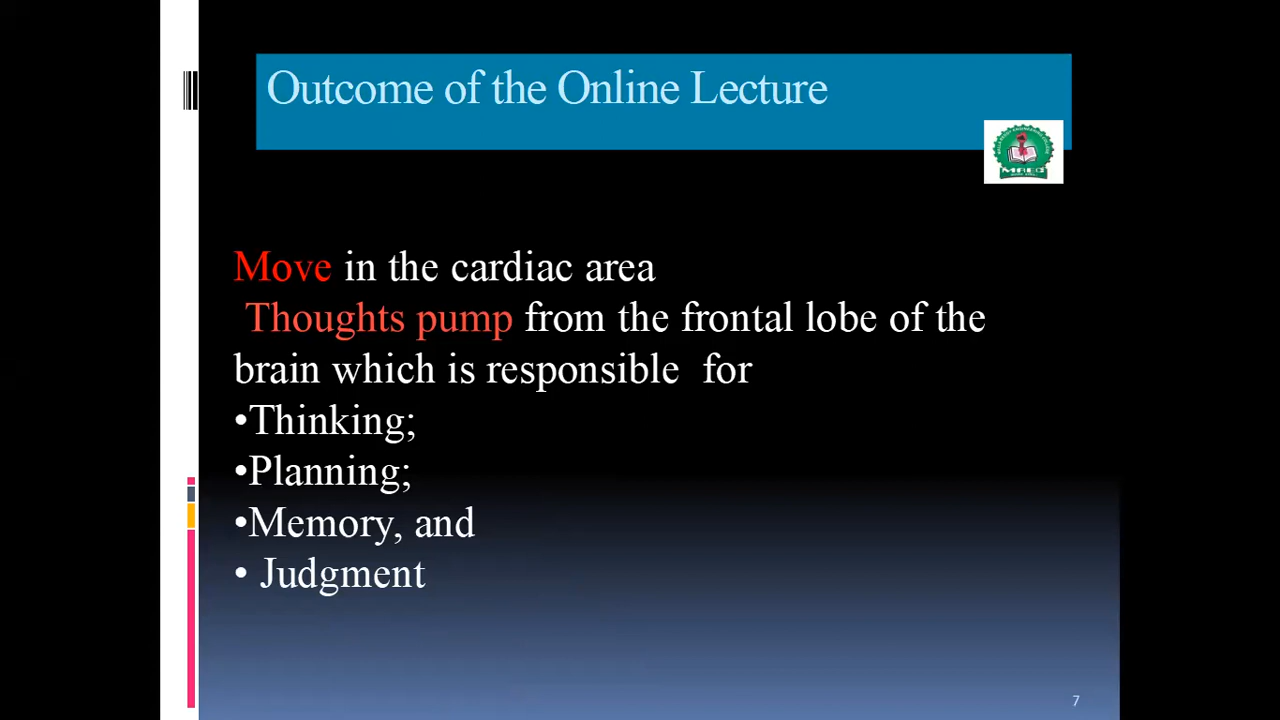 Outcome of the Online Lecture
Move in the cardiac area
Thoughts pump from the frontal lobe of the
brain which is responsible for
•Thinking;
•Planning;
•Memory, and
• Judgment
7